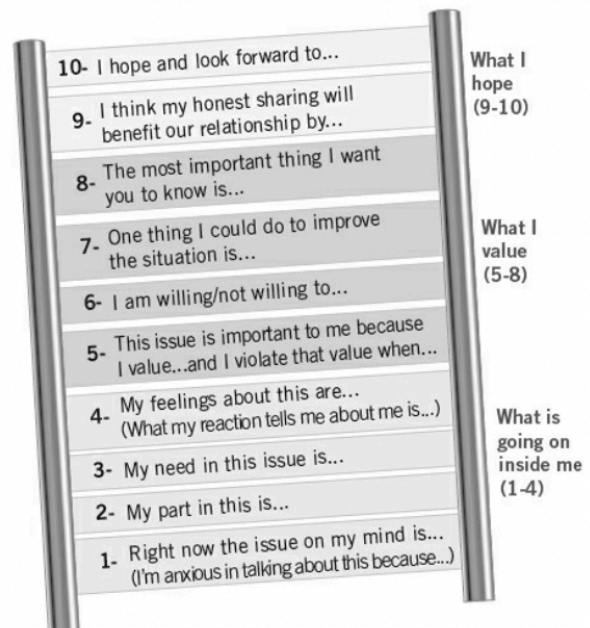 10- I hope and look forward to...
9- I think my honest sharing will
benefit our relationship by...
8- The most important thing I want
you to know is...
7- One thing I could do to improve
the situation is...
6- I am willing/not willing to...
5- This issue is important to me because
I value...and I violate that value when...
4- My feelings about this are...
(What my reaction tells me about me is...)
3- My need in this issue is...
2- My part in this is...
1- Right now the issue on my mind is...
(I'm anxious in talking about this because...)
What I
hope
(9-10)
What I
value
(5-8)
What is
going on
inside me
(1-4)